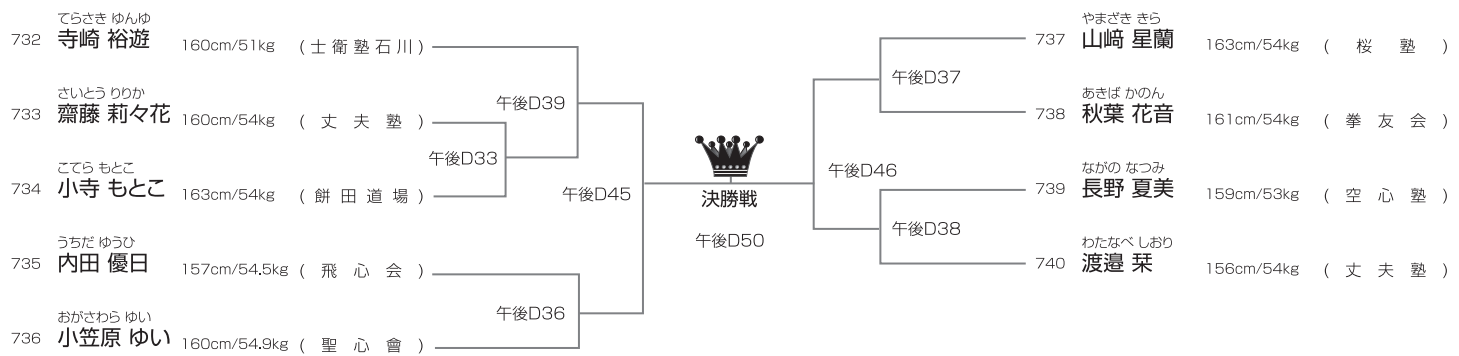 てらさき ゆんゆ
732 寺崎 裕遊 160cm/51kg (士衛塾石川)
さいとう りりか
733 齋藤 莉々花 160cm/54kg (丈夫塾)
こてら もとこ
734 小寺 もとこ 163cm/54kg (餅田道場)
うちだ ゆうひ
735 内田 優日 157cm/54.5kg (飛心会)
おがさわら ゆい
736 小笠原 ゆい 160cm/54.9kg (聖心會)
午後D39
午後D33
午後D45
午後D36
決勝戦
午後D50
午後D37
午後D46
午後D38
やまざき きら
737 山﨑 星蘭 163cm/54kg (桜塾)
あきば かのん
738 秋葉 花音 161cm/54kg (拳友会)
ながの なつみ
739 長野 夏美 159cm/53kg (空心塾)
わたなべ しおり
740 渡邉 栞 156cm/54kg (丈夫塾)